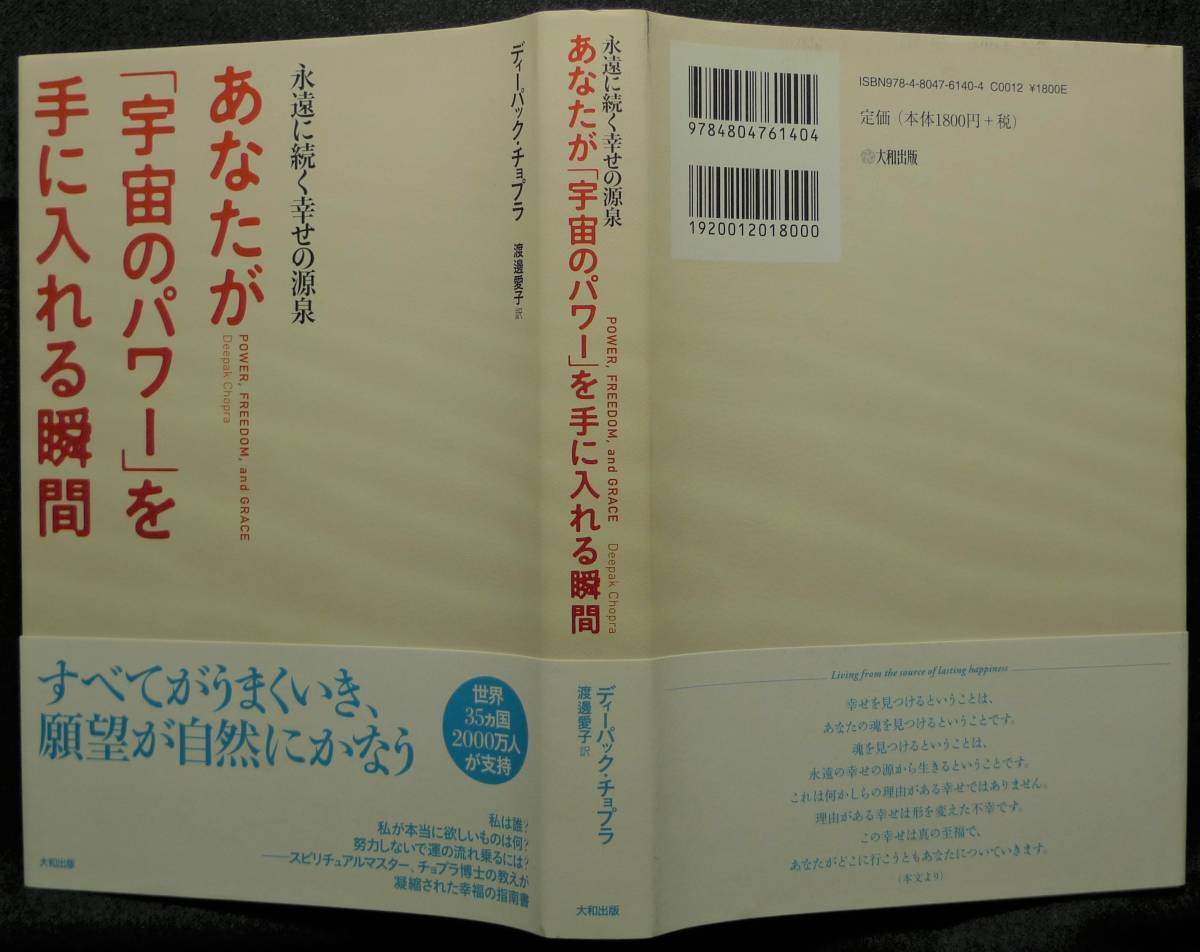 永遠に続く幸せの源泉
あなたが
「宇宙のパワー」を
手に入れる瞬間
POWER, FREEDOM, and GRACE
Deepak Chopra
ディーパック・チョプラ
渡邊愛子 訳
すべてがうまくいき、
願望が自然にかなう
世界
35ヵ国
2000万人
が支持
私は誰?
私が本当に欲しいものは何?
努力しないで運の流れ乗るには?
――スピリチュアルマスター、チョプラ博士の教えが
凝縮された幸福の指南書
大和出版
永遠に続く幸せの源泉
あなたが「宇宙のパワー」を手に入れる瞬間
POWER, FREEDOM, and GRACE Deepak Chopra
ディーパック・チョプラ
渡邊愛子 訳
大和出版
9784804761404
1920012018000
ISBN978-4-8047-6140-4 C0012 ¥1800E
定価(本体1800円+税)
大和出版
Living from the source of lasting happiness
幸せを見つけるということは、
あなたの魂を見つけるということです。
魂を見つけるということは、
永遠の幸せの源から生きるということです。
これは何かしらの理由がある幸せではありません。
理由がある幸せは形を変えた不幸です。
この幸せは真の至福で、
あなたがどこに行こうともあなたについていきます。
(本文より)